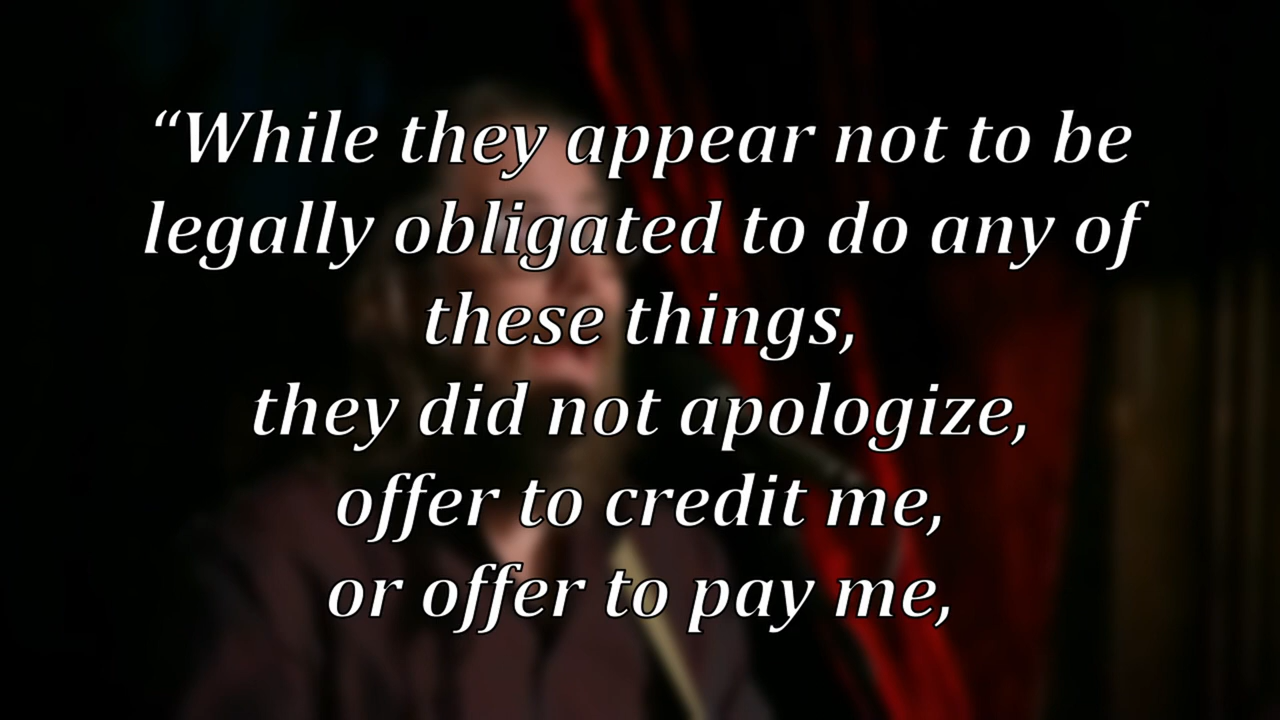 “While they appear not to be
legally obligated to do any of
these things,
they did not apologize,
offer to credit me,
or offer to pay me,